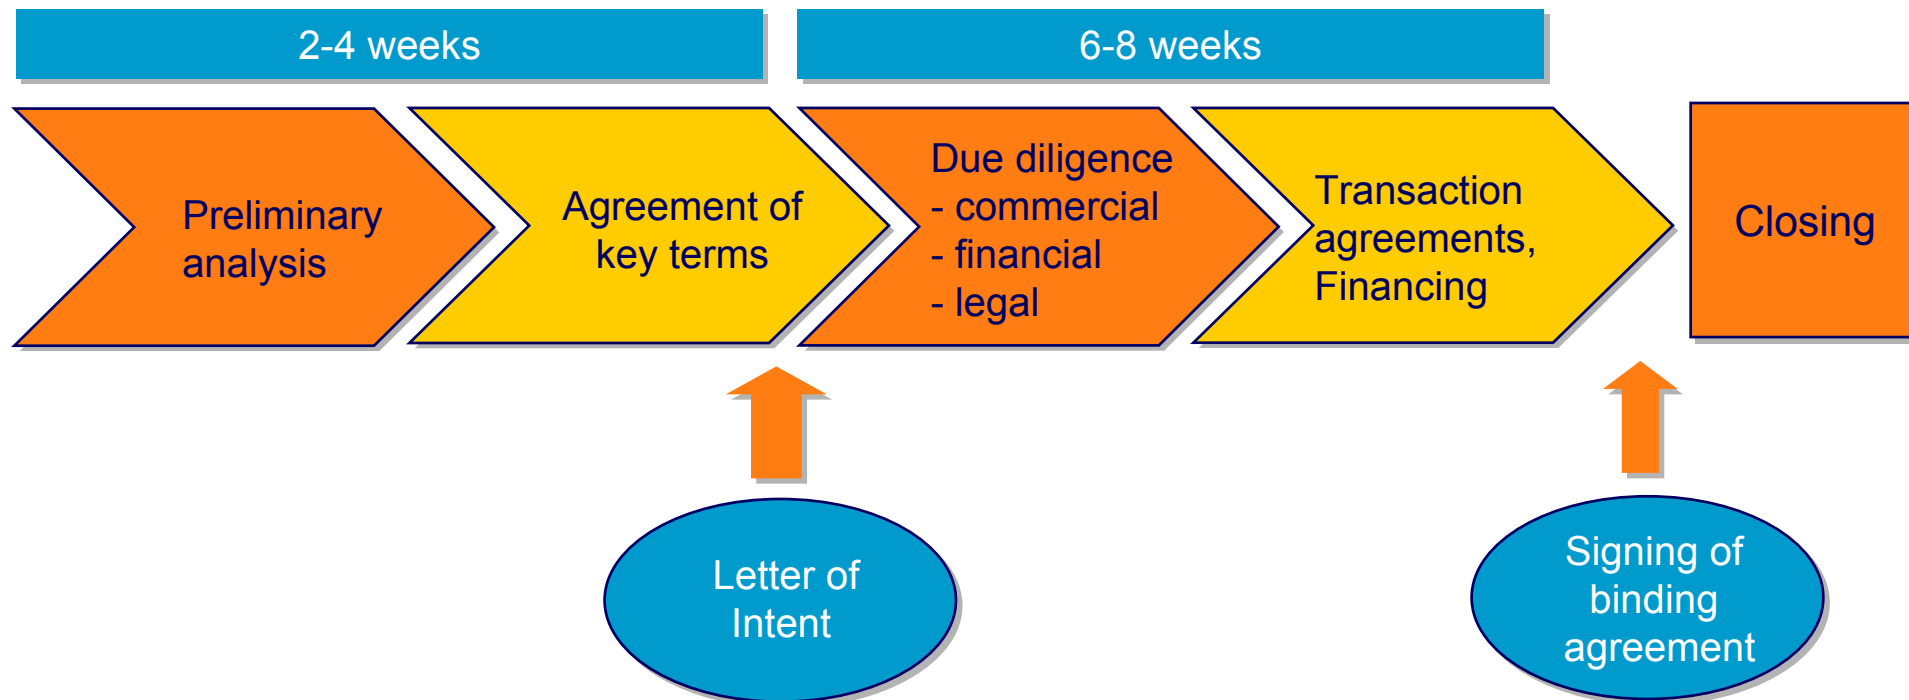 2-4 weeks
6-8 weeks
Preliminary
analysis
Agreement of
key terms
Due diligence
- commercial
- financial
- legal
Transaction
agreements,
Financing
Closing
Letter of
Intent
Signing of
binding
agreement